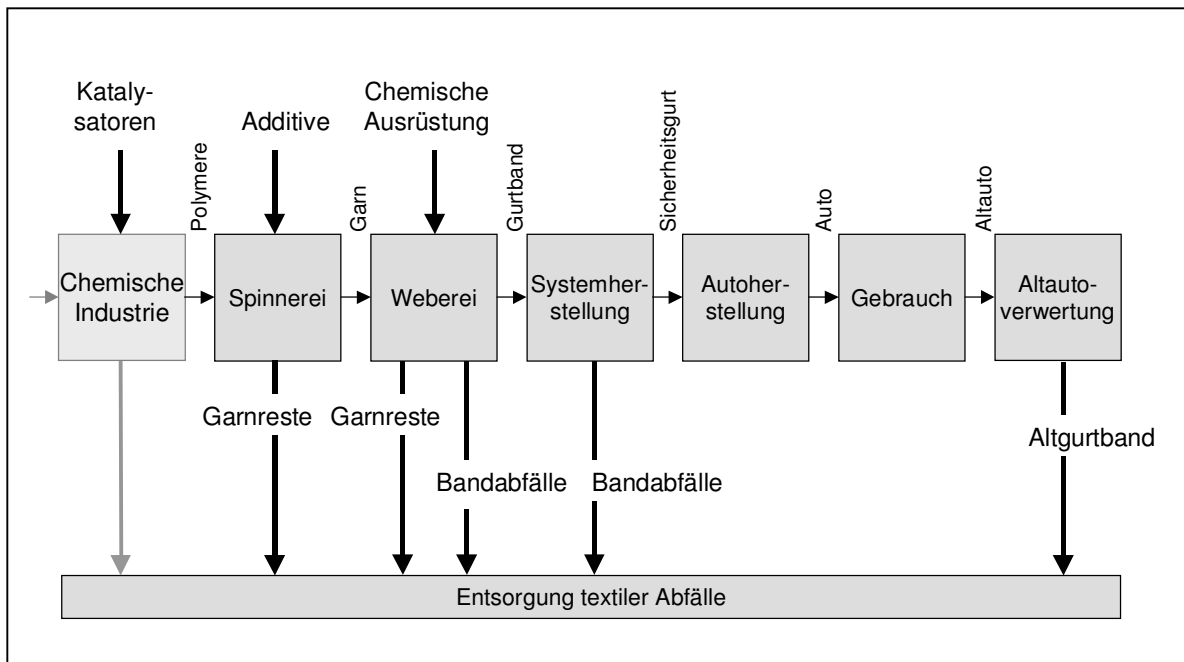 Kataly-
satoren
Additive
Chemische
Ausrüstung
Polymere
Garn
Gurtband
Sicherheitsgurt
Auto
Altauto
Chemische
Industrie
Spinnerei
Weberei
Systemher-
stellung
Autoher-
stellung
Gebrauch
Altauto-
verwertung
Garnreste
Garnreste
Bandabfälle
Bandabfälle
Altgurtband
Entsorgung textiler Abfälle